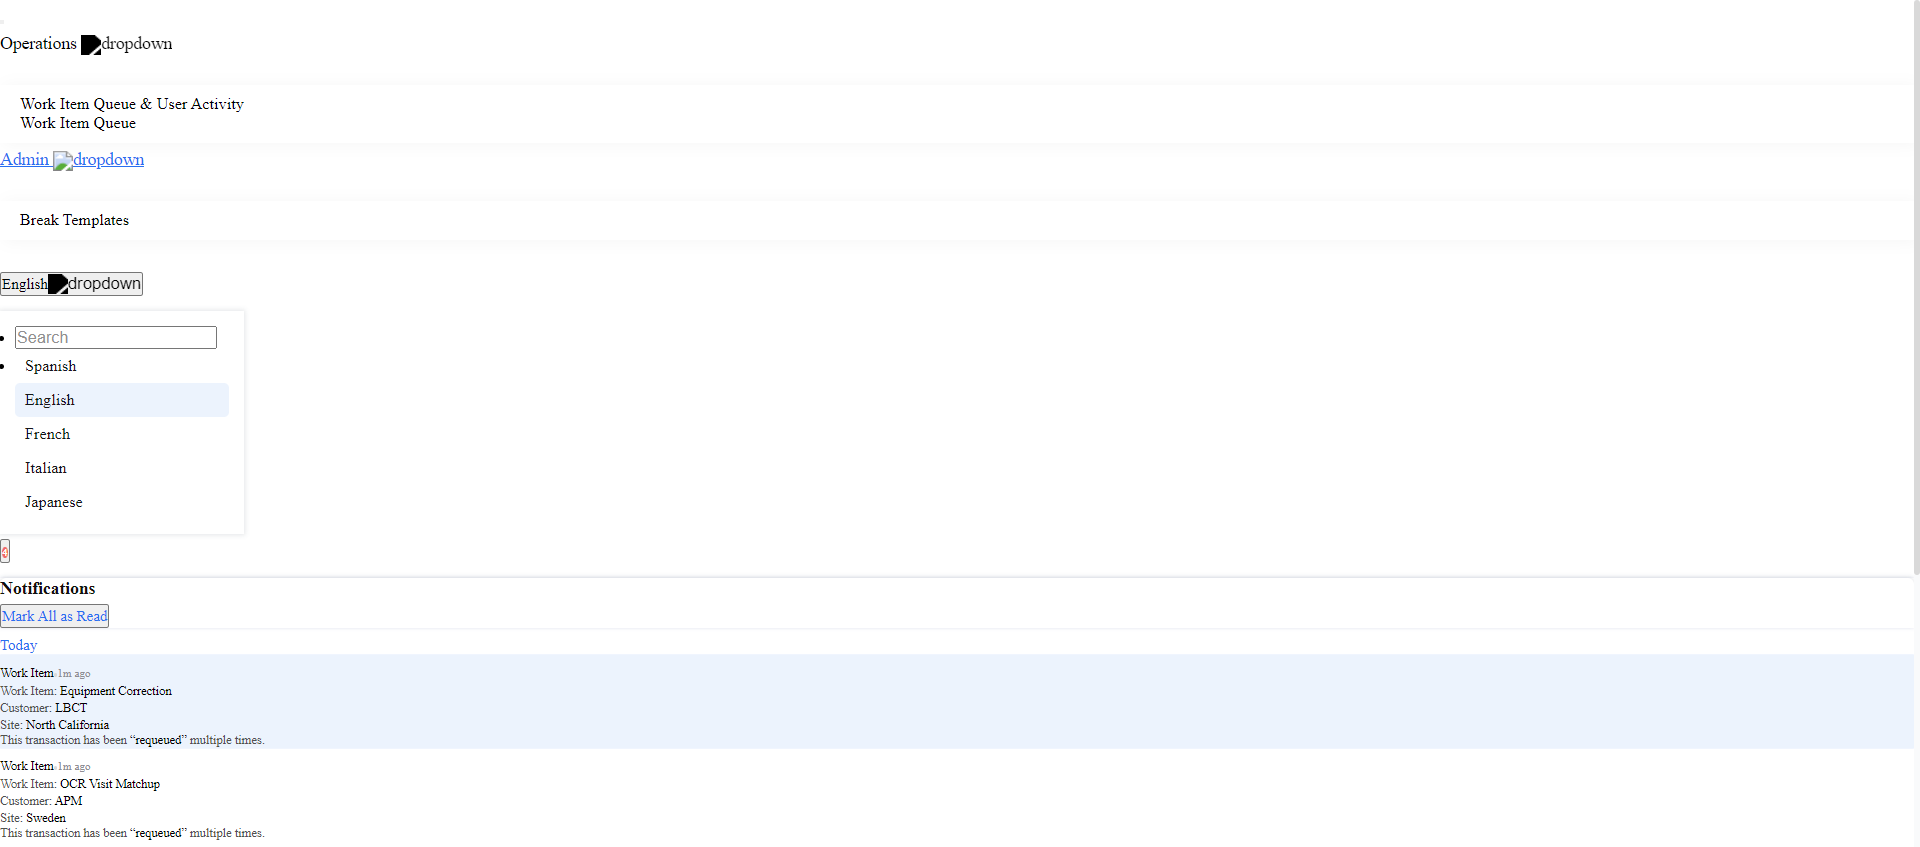 Operations dropdown
Work Item Queue & User Activity
Work Item Queue
Admin dropdown
Break Templates
Englishdropdown
Search
Spanish
English
French
Italian
Japanese
Notifications
Mark All as Read
Today
Work Item 1m ago
Work Item: Equipment Correction
Customer: LBCT
Site: North California
This transaction has been “requeued” multiple times.
Work Item 1m ago
Work Item: OCR Visit Matchup
Customer: APM
Site: Sweden
This transaction has been “requeued” multiple times.